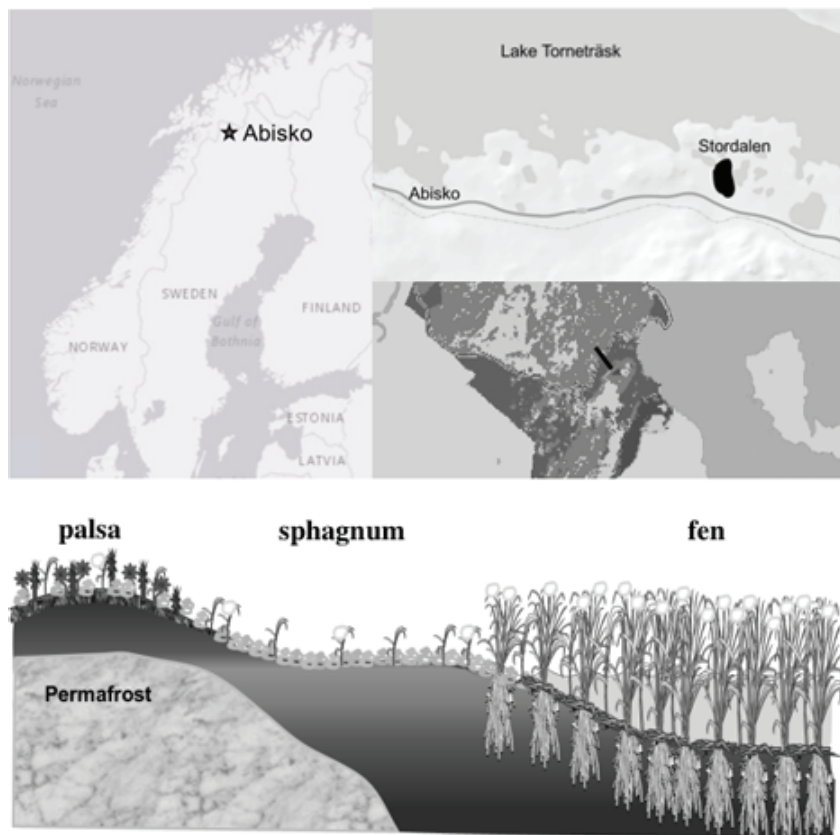 Norwegian
Sea
Abisko
SWEDEN
FINLAND
Gulf of
Bothnia
NORWAY
ESTONIA
LATVIA
Lake Torneträsk
Stordalen
Abisko
palsa
sphagnum
fen
Permafrost